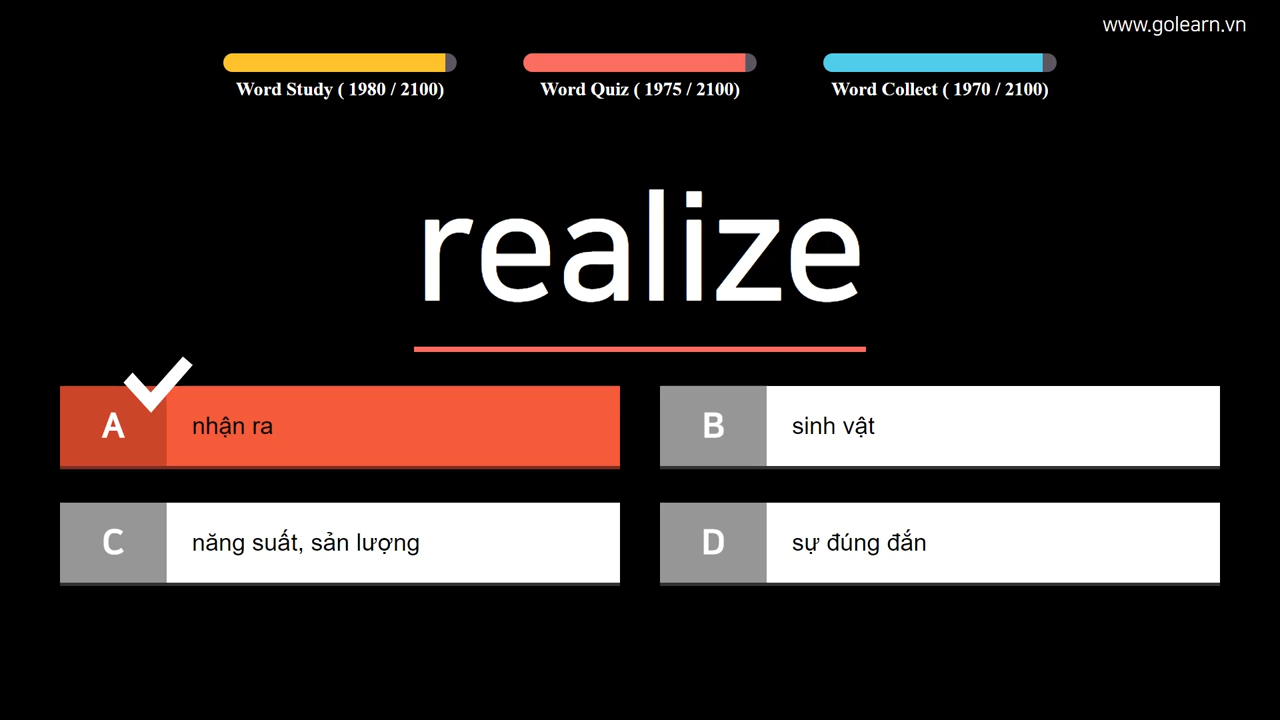 www.golearn.vn
Word Study ( 1980 / 2100)
Word Quiz ( 1975 / 2100)
Word Collect ( 1970 / 2100)
realize
A nhận ra
B sinh vật
C năng suất, sản lượng
D sự đúng đắn